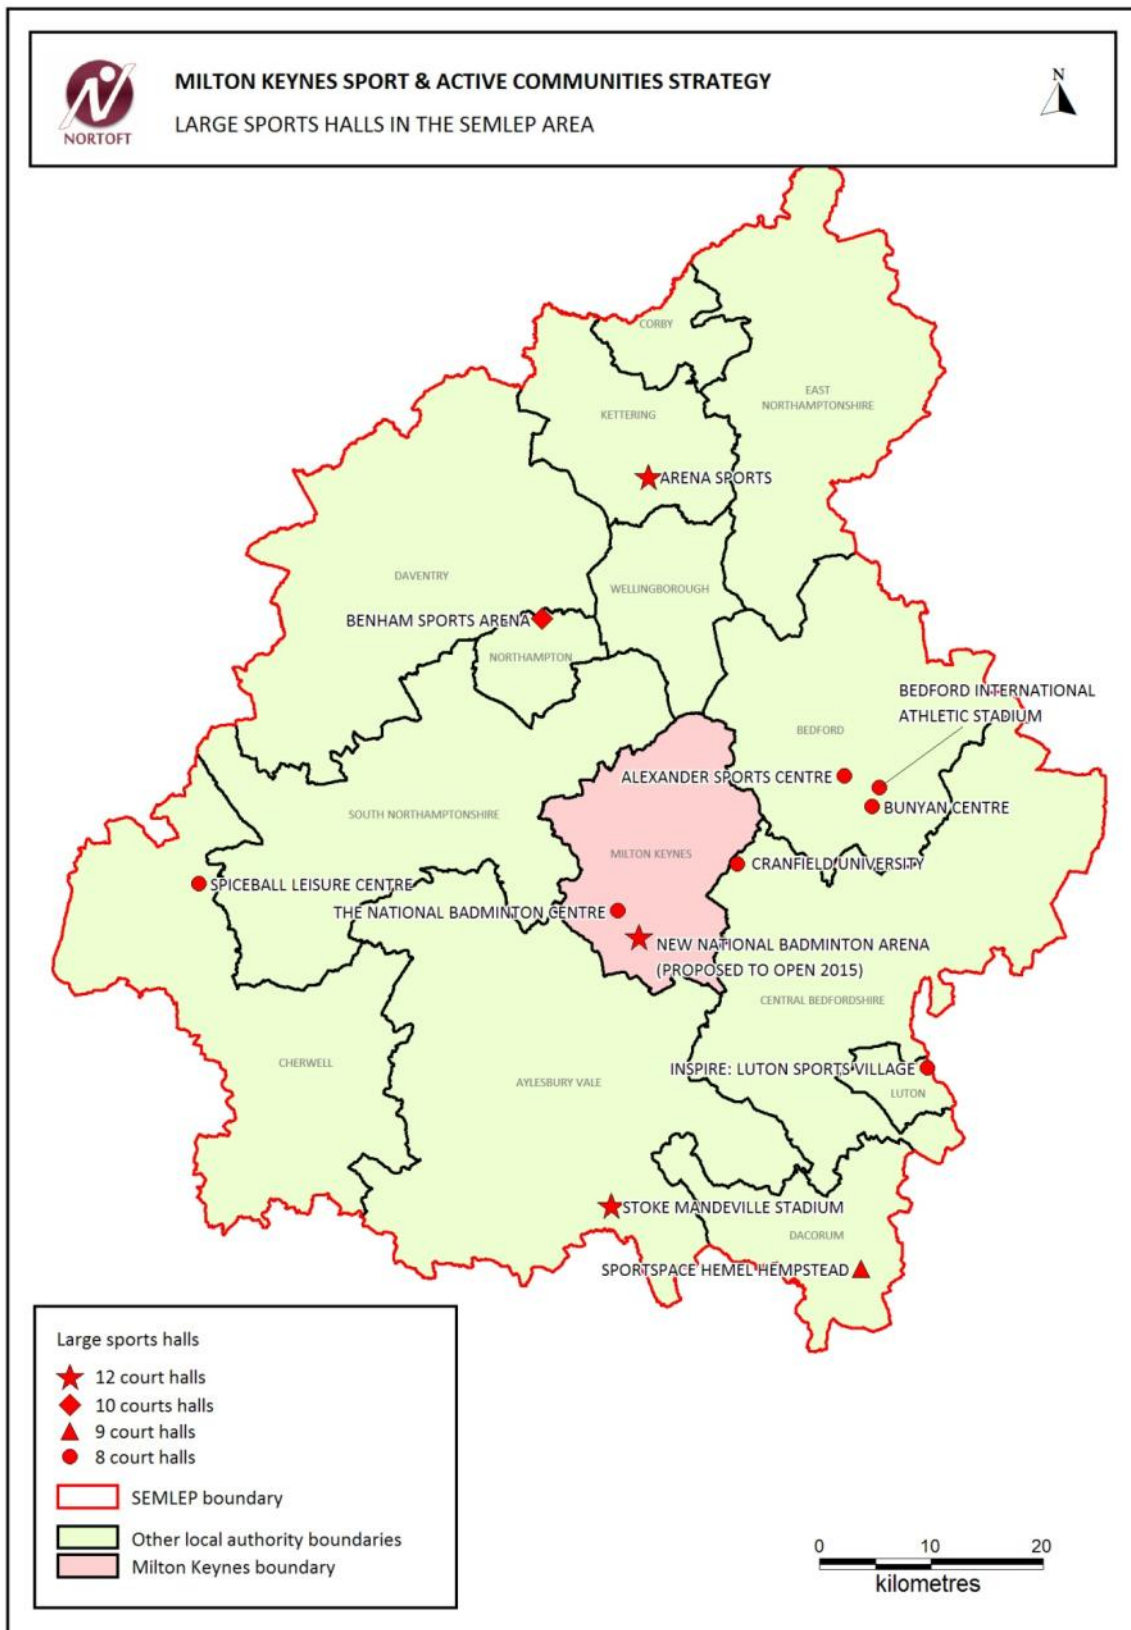 MILTON KEYNES SPORT & ACTIVE COMMUNITIES STRATEGY
LARGE SPORTS HALLS IN THE SEMLEP AREA
NORTOFT
N
CORBY
EAST
NORTHAMPTONSHIRE
KETTERING
ARENA SPORTS
DAVENTRY
WELLINGBOROUGH
BENHAM SPORTS ARENA
NORTHAMPTON
BEDFORD INTERNATIONAL
ATHLETIC STADIUM
BEDFORD
ALEXANDER SPORTS CENTRE
BUNYAN CENTRE
SOUTH NORTHAMPTONSHIRE
MILTON KEYNES
CRANFIELD UNIVERSITY
SPICEBALL LEISURE CENTRE
THE NATIONAL BADMINTON CENTRE
NEW NATIONAL BADMINTON ARENA
(PROPOSED TO OPEN 2015)
CENTRAL BEDFORDSHIRE
CHERWELL
INSPIRE: LUTON SPORTS VILLAGE
AYLESBURY VALE
LUTON
STOKE MANDEVILLE STADIUM
DACORUM
SPORTSPACE HEMEL HEMPSTEAD
Large sports halls
12 court halls
10 courts halls
9 court halls
8 court halls
SEMLEP boundary
Other local authority boundaries
Milton Keynes boundary
0 10 20
kilometres